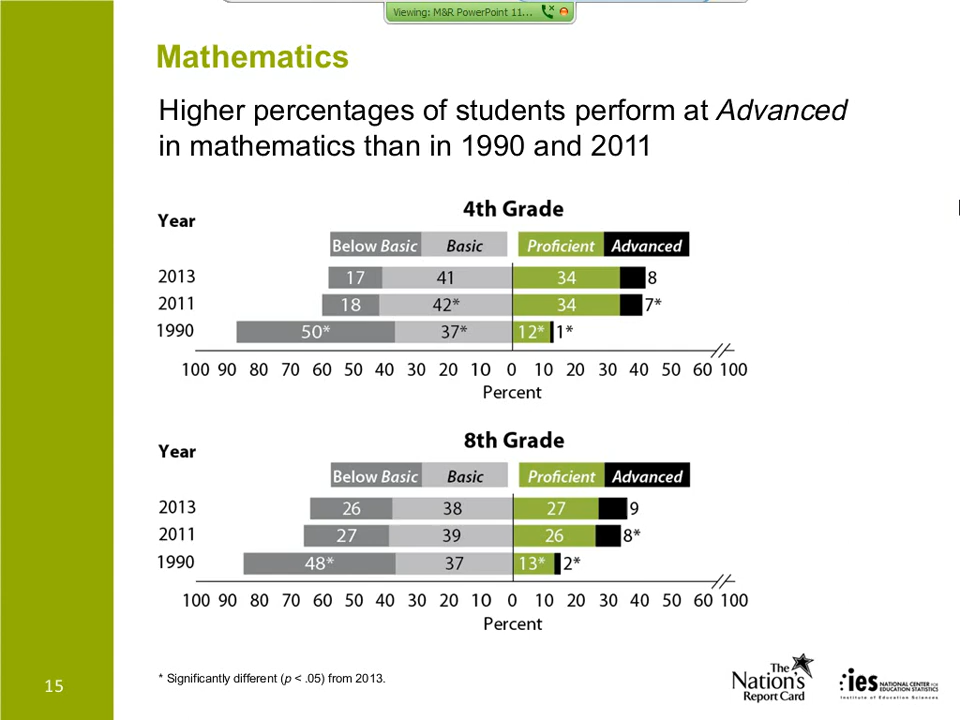 Viewing: M&R PowerPoint 11...
Mathematics
Higher percentages of students perform at Advanced
in mathematics than in 1990 and 2011
4th Grade
Year
Below Basic Basic Proficient Advanced
2013 17 41 34 8
2011 18 42* 34 7*
1990 50* 37* 12* 1*
100 90 80 70 60 50 40 30 20 10 0 10 20 30 40 50 60 100
Percent
8th Grade
Year
Below Basic Basic Proficient Advanced
2013 26 38 27 9
2011 27 39 26 8*
1990 48* 37 13* 2*
100 90 80 70 60 50 40 30 20 10 0 10 20 30 40 50 60 100
Percent
* Significantly different (p < .05) from 2013.
15
The
Nation's
Report Card
ies NATIONAL CENTER FOR
EDUCATION STATISTICS
Institute of Education Sciences